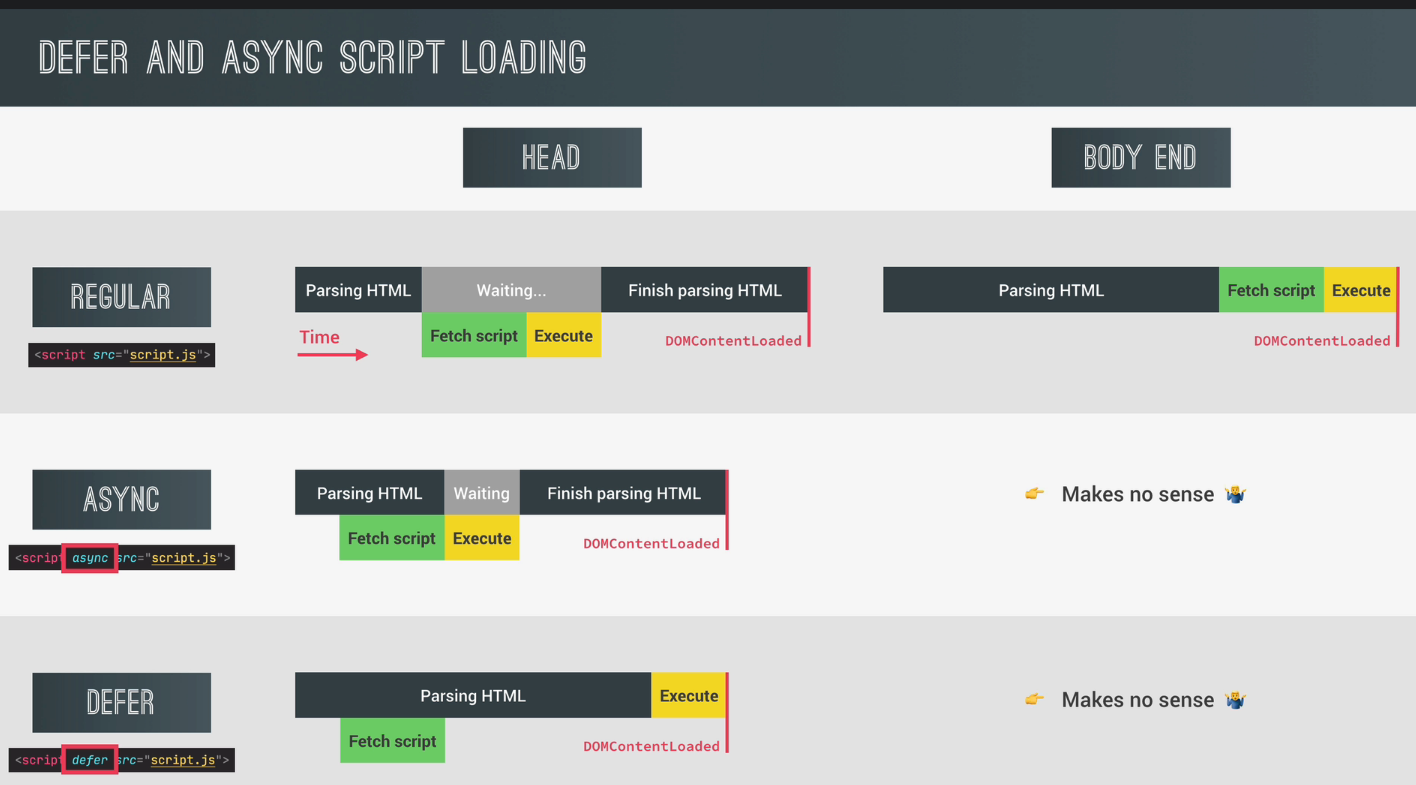 DEFER AND ASYNC SCRIPT LOADING
HEAD
BODY END
REGULAR
<script src="script.js">
Parsing HTML
Waiting...
Finish parsing HTML
Time
Fetch script
Execute
DOMContentLoaded
Parsing HTML
Fetch script
Execute
DOMContentLoaded
ASYNC
<script async src="script.js">
Parsing HTML
Waiting
Finish parsing HTML
Fetch script
Execute
DOMContentLoaded
👉 Makes no sense 🤷‍♂️
DEFER
<script defer src="script.js">
Parsing HTML
Execute
Fetch script
DOMContentLoaded
👉 Makes no sense 🤷‍♂️